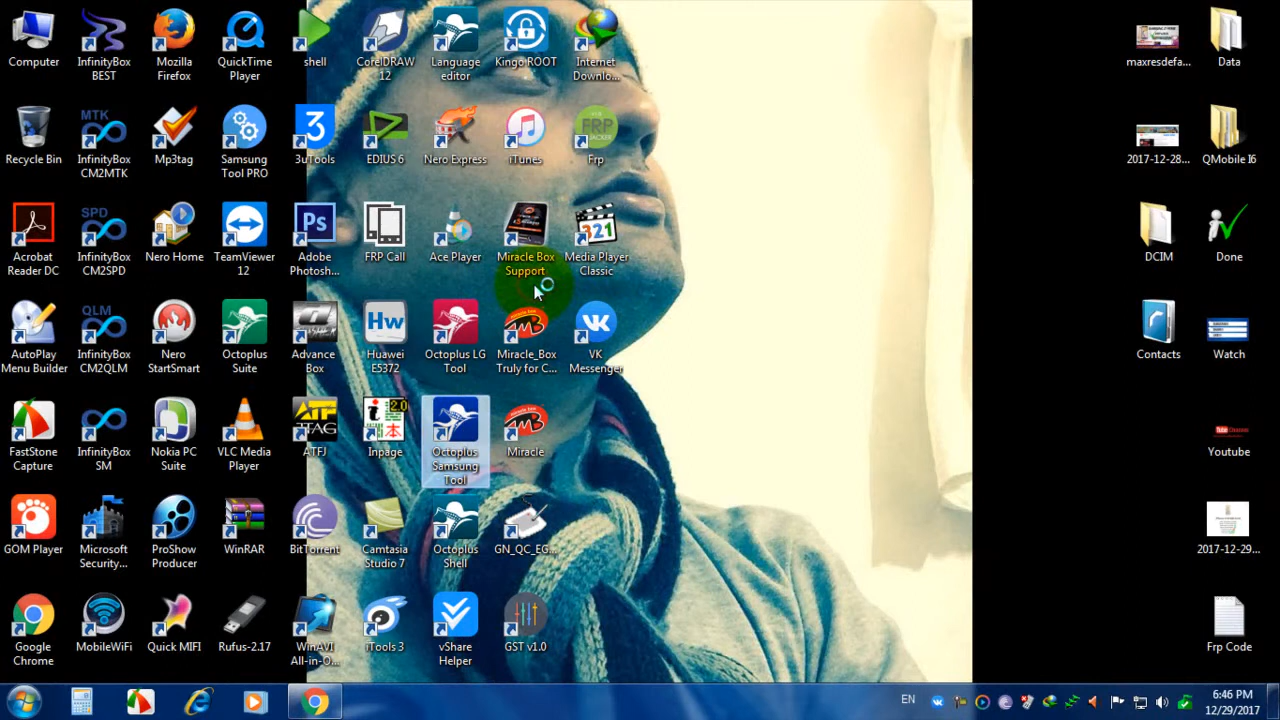 Computer
InfinityBox
BEST
Mozilla
Firefox
QuickTime
Player
shell
CorelDRAW
12
Language
editor
Kingo ROOT
Internet
Downlo...
maxresdefa...
Data
Recycle Bin
MTK
InfinityBox
CM2MTK
Mp3tag
Samsung
Tool PRO
3
3uTools
EDIUS 6
Nero Express
iTunes
FRP
Frp
2017-12-28...
QMobile I6
Acrobat
Reader DC
SPD
InfinityBox
CM2SPD
Nero Home
TeamViewer
12
Ps
Adobe
Photosh...
FRP Call
Ace Player
Miracle Box
Support
321
Media Player
Classic
DCIM
Done
AutoPlay
Menu Builder
QLM
InfinityBox
CM2QLM
Nero
StartSmart
Octoplus
Suite
Advance
Box
Hw
Huawei
E5372
Octoplus LG
Tool
Miracle_Box
Truly for C...
VK
Messenger
Contacts
Watch
FastStone
Capture
InfinityBox
SM
Nokia PC
Suite
VLC Media
Player
ATF
JTAG
ATFJ
2.0
Inpage
Octoplus
Samsung
Tool
Miracle
Youtube
GOM Player
Microsoft
Security...
ProShow
Producer
WinRAR
BitTorrent
Camtasia
Studio 7
Octoplus
Shell
GN_QC_EG...
2017-12-29...
Google
Chrome
MobileWiFi
Quick MIFI
Rufus-2.17
WinAVI
All-in-O...
iTools 3
vShare
Helper
GST v1.0
Frp Code
EN
6:46 PM
12/29/2017